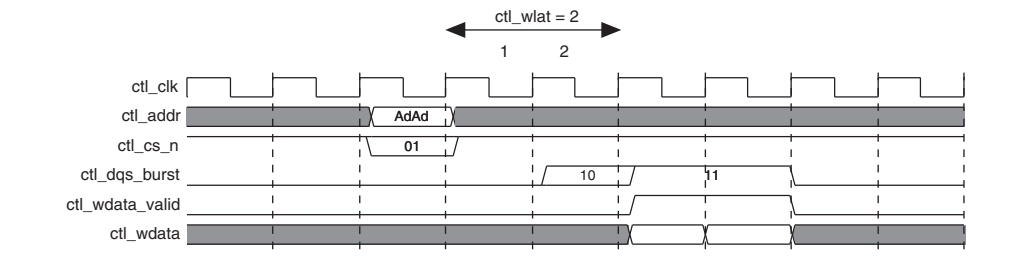 ctl_wlat = 2
1 2
ctl_clk
ctl_addr AdAd
ctl_cs_n 01
ctl_dqs_burst 10 11
ctl_wdata_valid
ctl_wdata